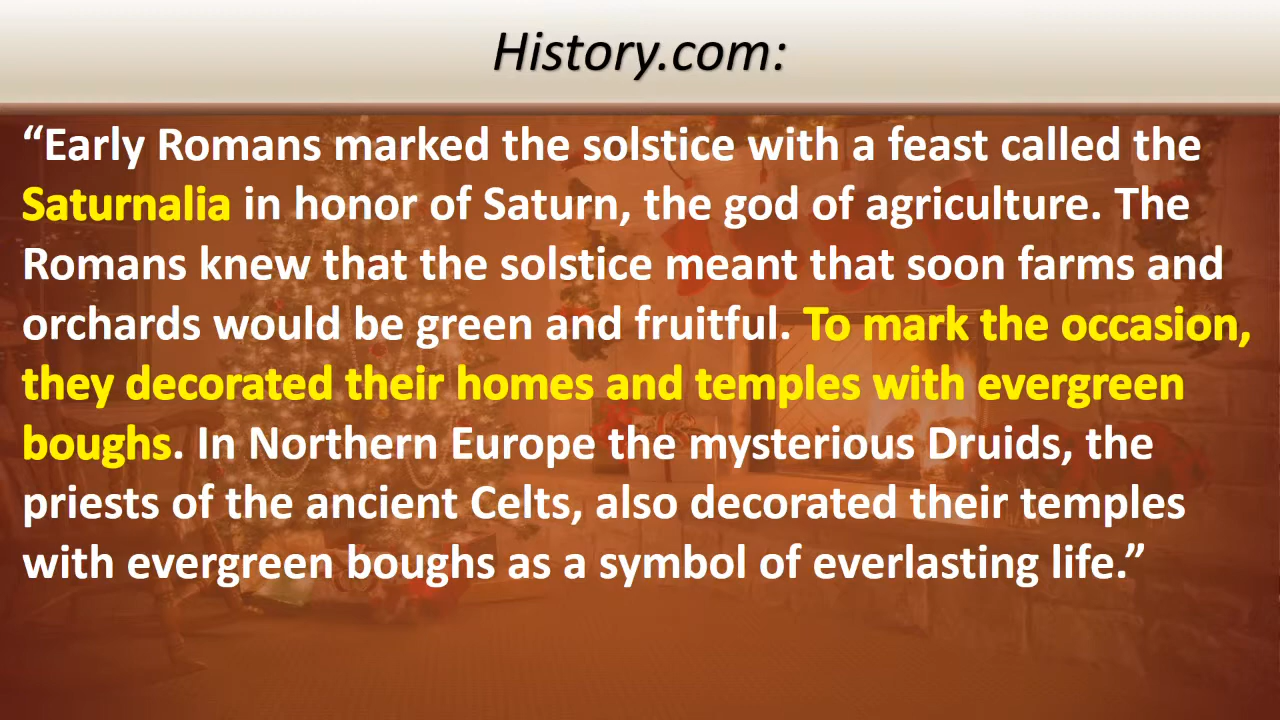 History.com:
“Early Romans marked the solstice with a feast called the
Saturnalia in honor of Saturn, the god of agriculture. The
Romans knew that the solstice meant that soon farms and
orchards would be green and fruitful. To mark the occasion,
they decorated their homes and temples with evergreen
boughs. In Northern Europe the mysterious Druids, the
priests of the ancient Celts, also decorated their temples
with evergreen boughs as a symbol of everlasting life.”